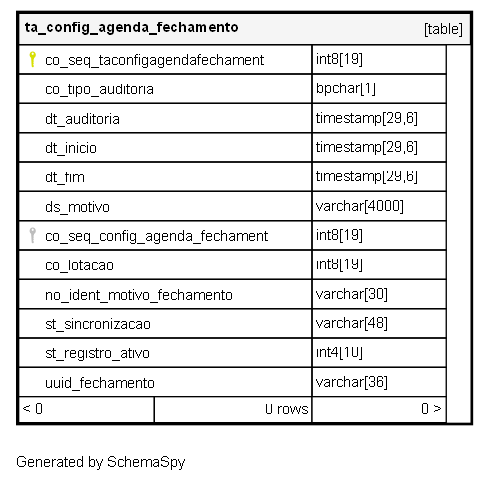 ta_config_agenda_fechamento [table]
co_seq_taconfigagendafechament int8[19]
co_tipo_auditoria bpchar[1]
dt_auditoria timestamp[29,6]
dt_inicio timestamp[29,6]
dt_fim timestamp[29,6]
ds_motivo varchar[4000]
co_seq_config_agenda_fechament int8[19]
co_lotacao int8[19]
no_ident_motivo_fechamento varchar[30]
st_sincronizacao varchar[48]
st_registro_ativo int4[10]
uuid_fechamento varchar[36]
< 0 0 rows 0 >
Generated by SchemaSpy